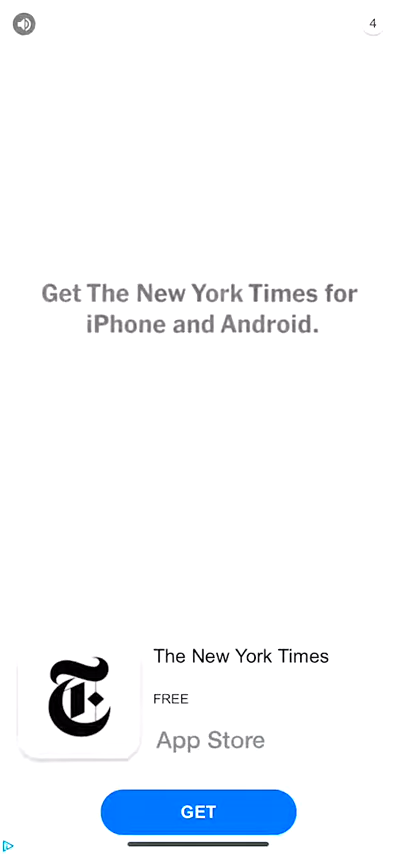 4
Get The New York Times for
iPhone and Android.
The New York Times
FREE
App Store
GET